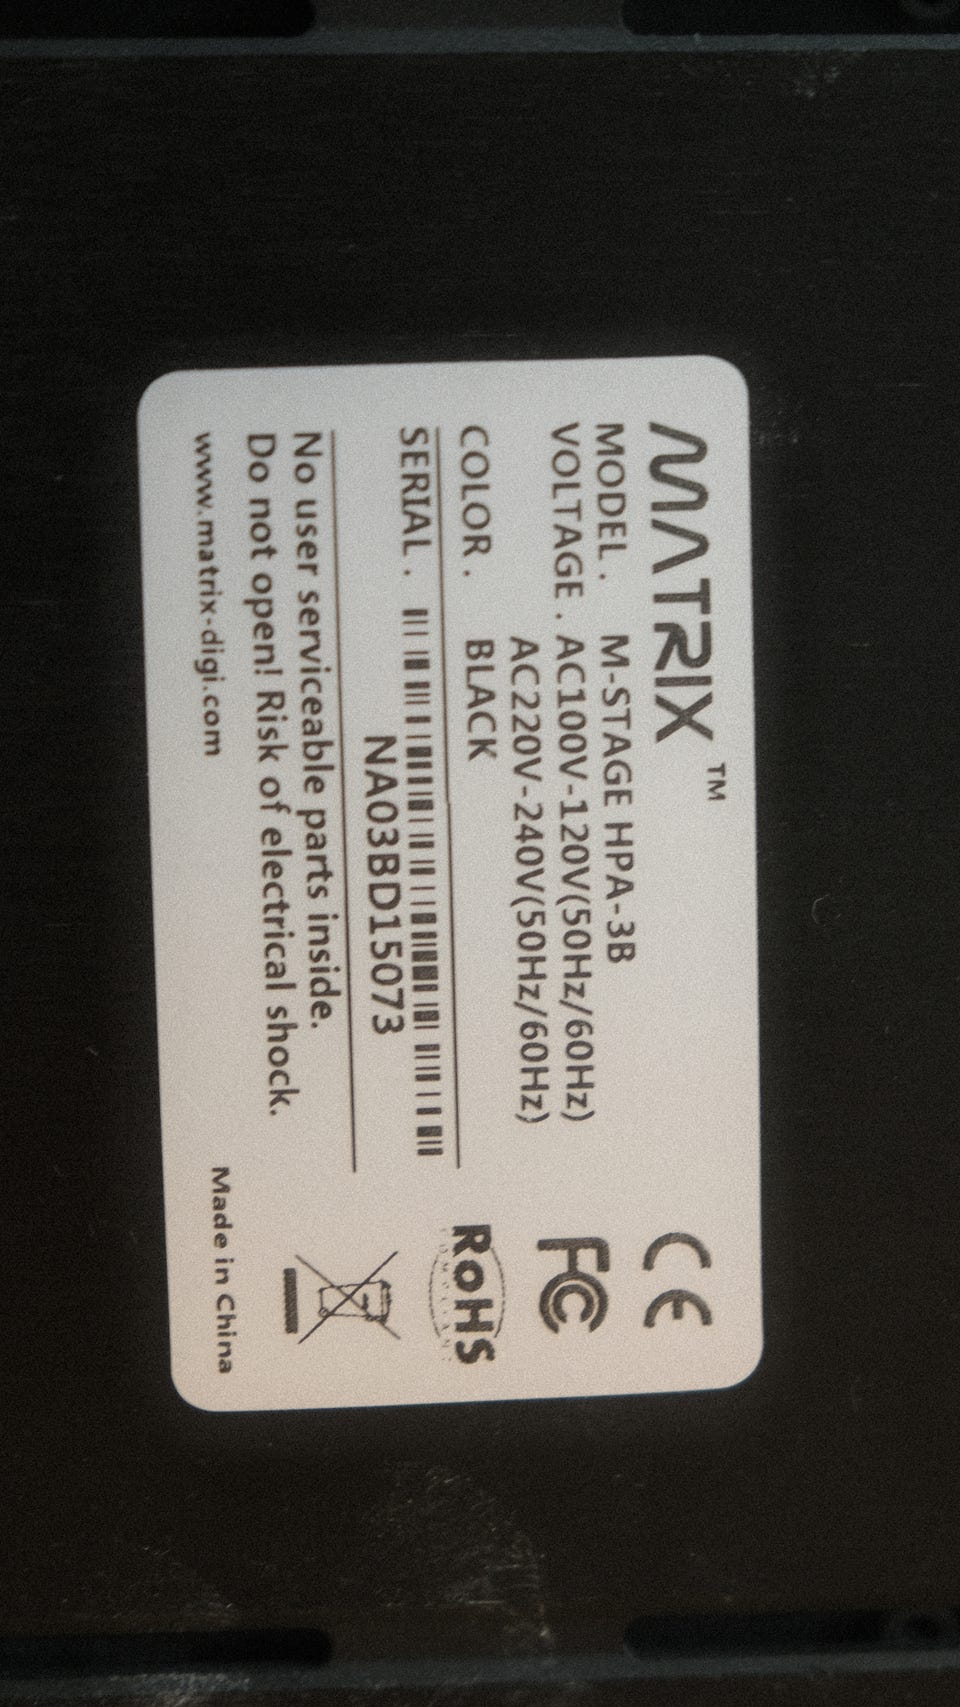 MATRIX™
MODEL. M-STAGE HPA-3B
VOLTAGE. AC100V-120V(50Hz/60Hz)
AC220V-240V(50Hz/60Hz)
COLOR. BLACK
SERIAL.
NA03BD15073
No user serviceable parts inside.
Do not open! Risk of electrical shock.
www.matrix-digi.com
CE
FC
RoHS
COMPLIANT
Made in China